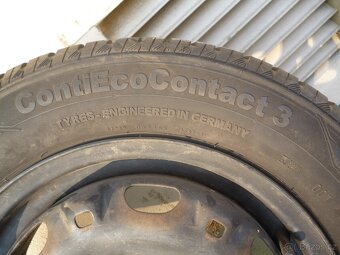 ContiEcoContact 3
TYRES-ENGINEERED IN GERMANY